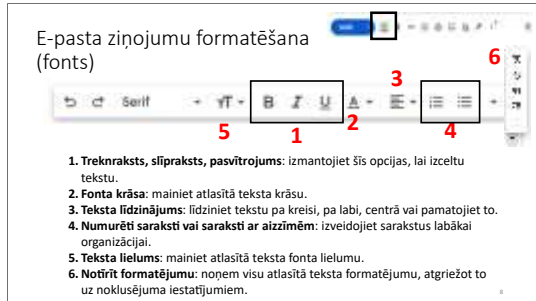 E-pasta ziņojumu formatēšana
(fonts)
6
3
Serif
B I U A
5
1
2
4
1. Treknraksts, slīpraksts, pasvītrojums: izmantojiet šīs opcijas, lai izceltu
tekstu.
2. Fonta krāsa: mainiet atlasītā teksta krāsu.
3. Teksta līdzinājums: līdziniet tekstu pa kreisi, pa labi, centrā vai pamatojiet to.
4. Numurēti saraksti vai saraksti ar aizzīmēm: izveidojiet sarakstus labākai
organizācijai.
5. Teksta lielums: mainiet atlasītā teksta fonta lielumu.
6. Notīrīt formatējumu: noņem visu atlasītā teksta formatējumu, atgriežot to
uz noklusējuma iestatījumiem.
8